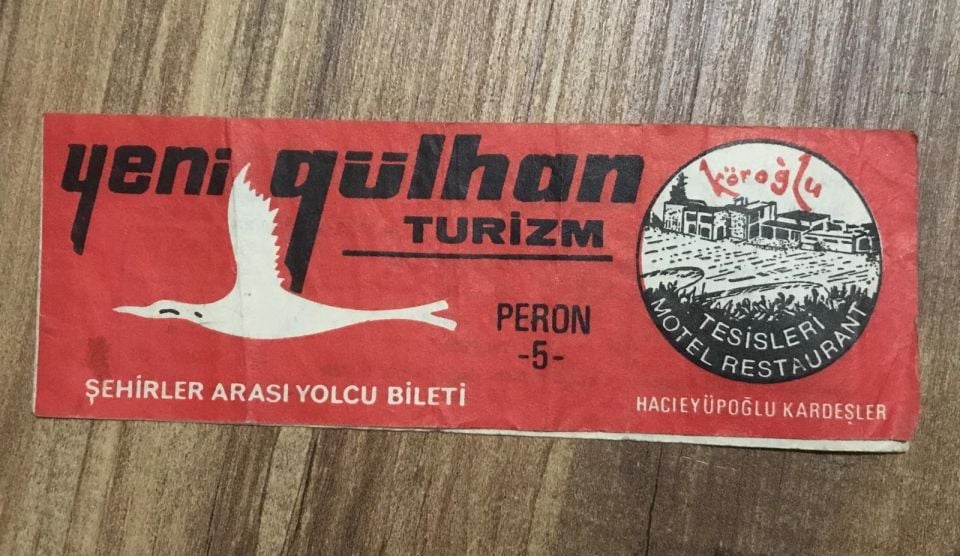 yeni gülhan
TURİZM
PERON
-5-
ŞEHİRLER ARASI YOLCU BİLETİ
köroğlu
TESİSLERİ
MOTEL RESTAURANT
HACIEYÜPOĞLU KARDEŞLER